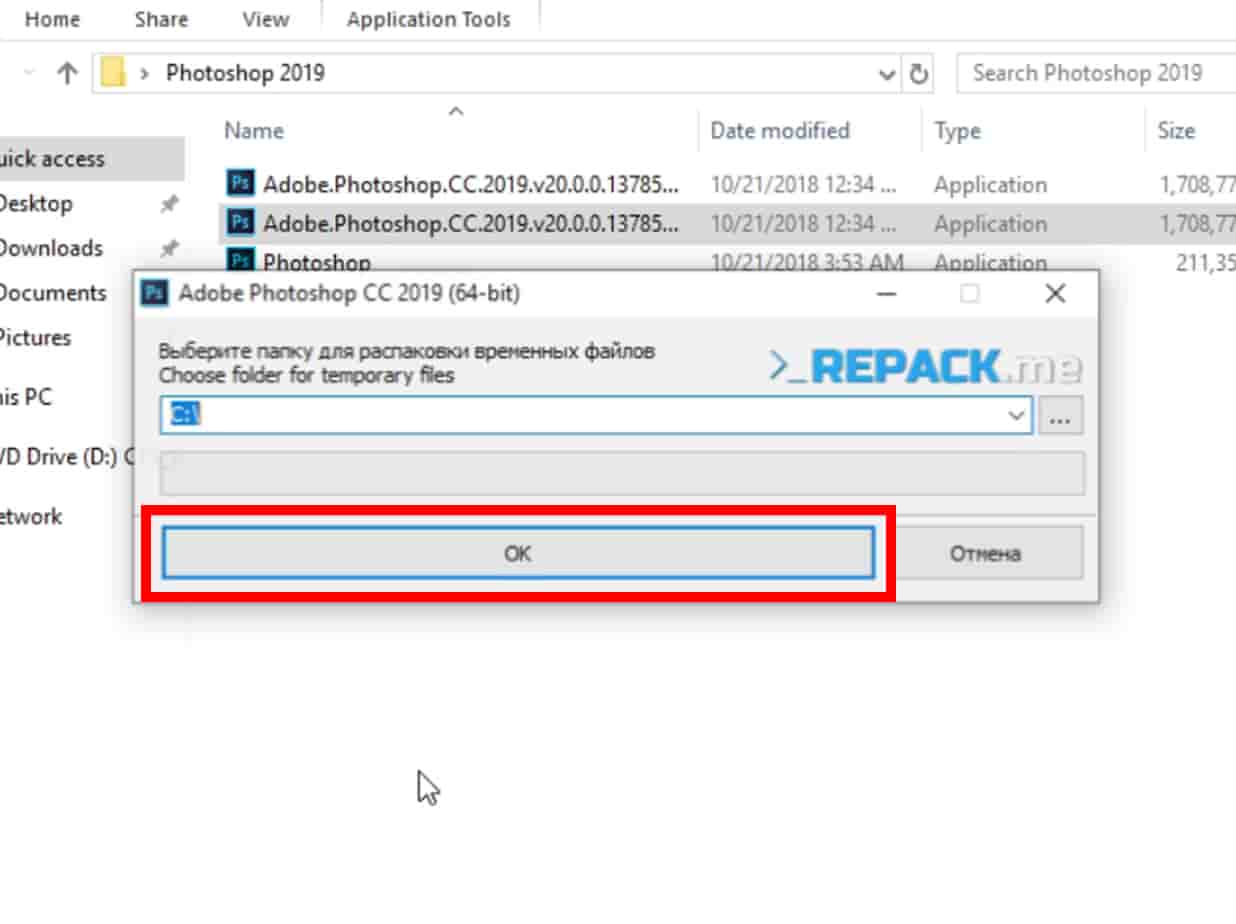 Home Share View Application Tools
Photoshop 2019 Search Photoshop 2019
Name Date modified Type Size
uick access
Adobe.Photoshop.CC.2019.v20.0.0.13785... 10/21/2018 12:34 ... Application 1,708,77
Desktop
Adobe.Photoshop.CC.2019.v20.0.0.13785... 10/21/2018 12:34 ... Application 1,708,77
Downloads
Photoshop 10/21/2018 3:53 AM Application 211,35
Documents
Pictures
his PC
VD Drive (D:) C
etwork
Ps Adobe Photoshop CC 2019 (64-bit)
Выберите папку для распаковки временных файлов
Choose folder for temporary files
>_REPACK.me
C:\
...
OK Отмена